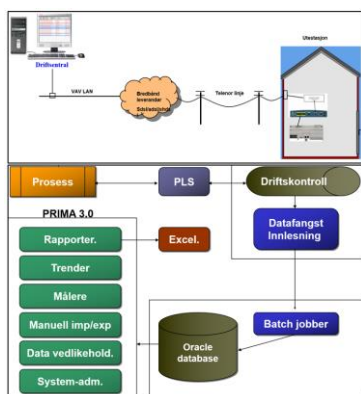 Utestasjon
Driftsentral
VAV LAN
Bredbånd
leverandør
Telenor linje
Prosess
PLS
Driftskontroll
PRIMA 3.0
Datafangst
Innlesning
Rapporter.
Excel.
Trender
Målere
Manuell imp/exp
Data vedlikehold.
System-adm.
Oracle
database
Batch jobber